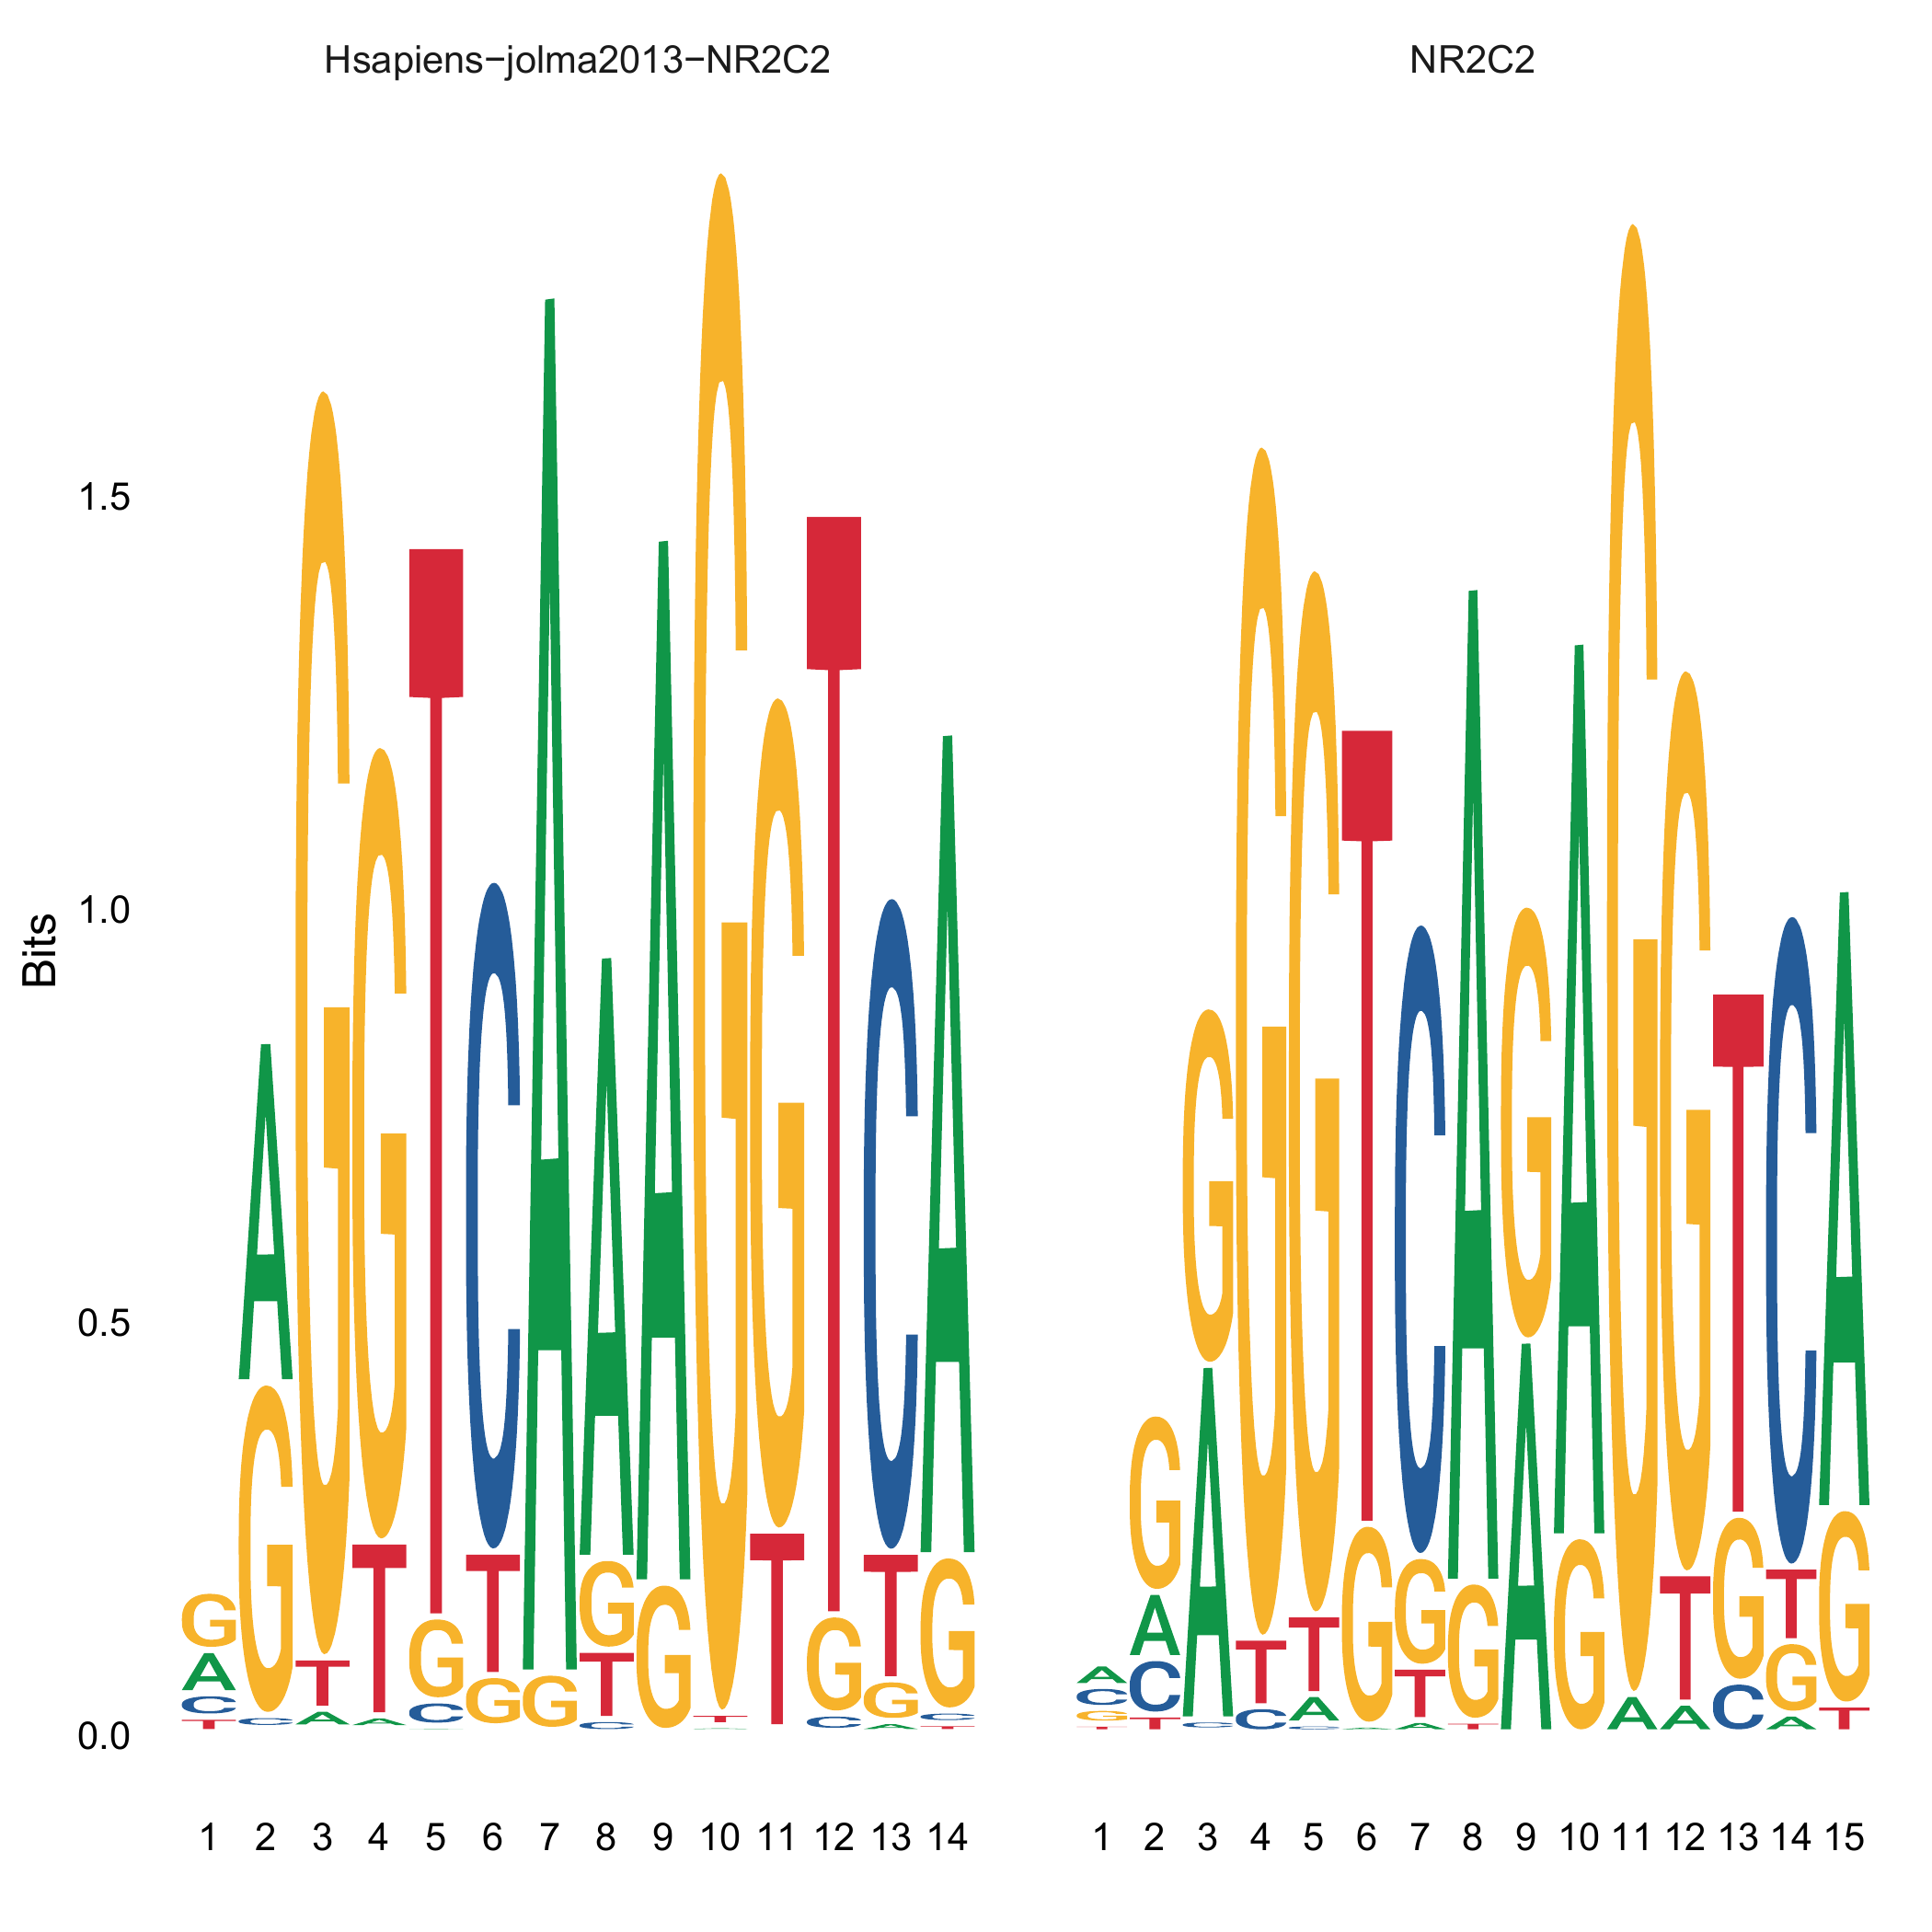 Hsapiens−jolma2013−NR2C2 NR2C2
Bits
1.5
1.0
0.5
0.0
G A G G T C A A A G G T C A
A G T T G T G G G T T G T G
C C A A C G T C G A C
T C T
A G G G G T C A G A G G T C A
C A A T T G G G A G A T G T G
G C C C A A T T A A C G T
T T C A
1 2 3 4 5 6 7 8 9 10 11 12 13 14 1 2 3 4 5 6 7 8 9 10 11 12 13 14 15